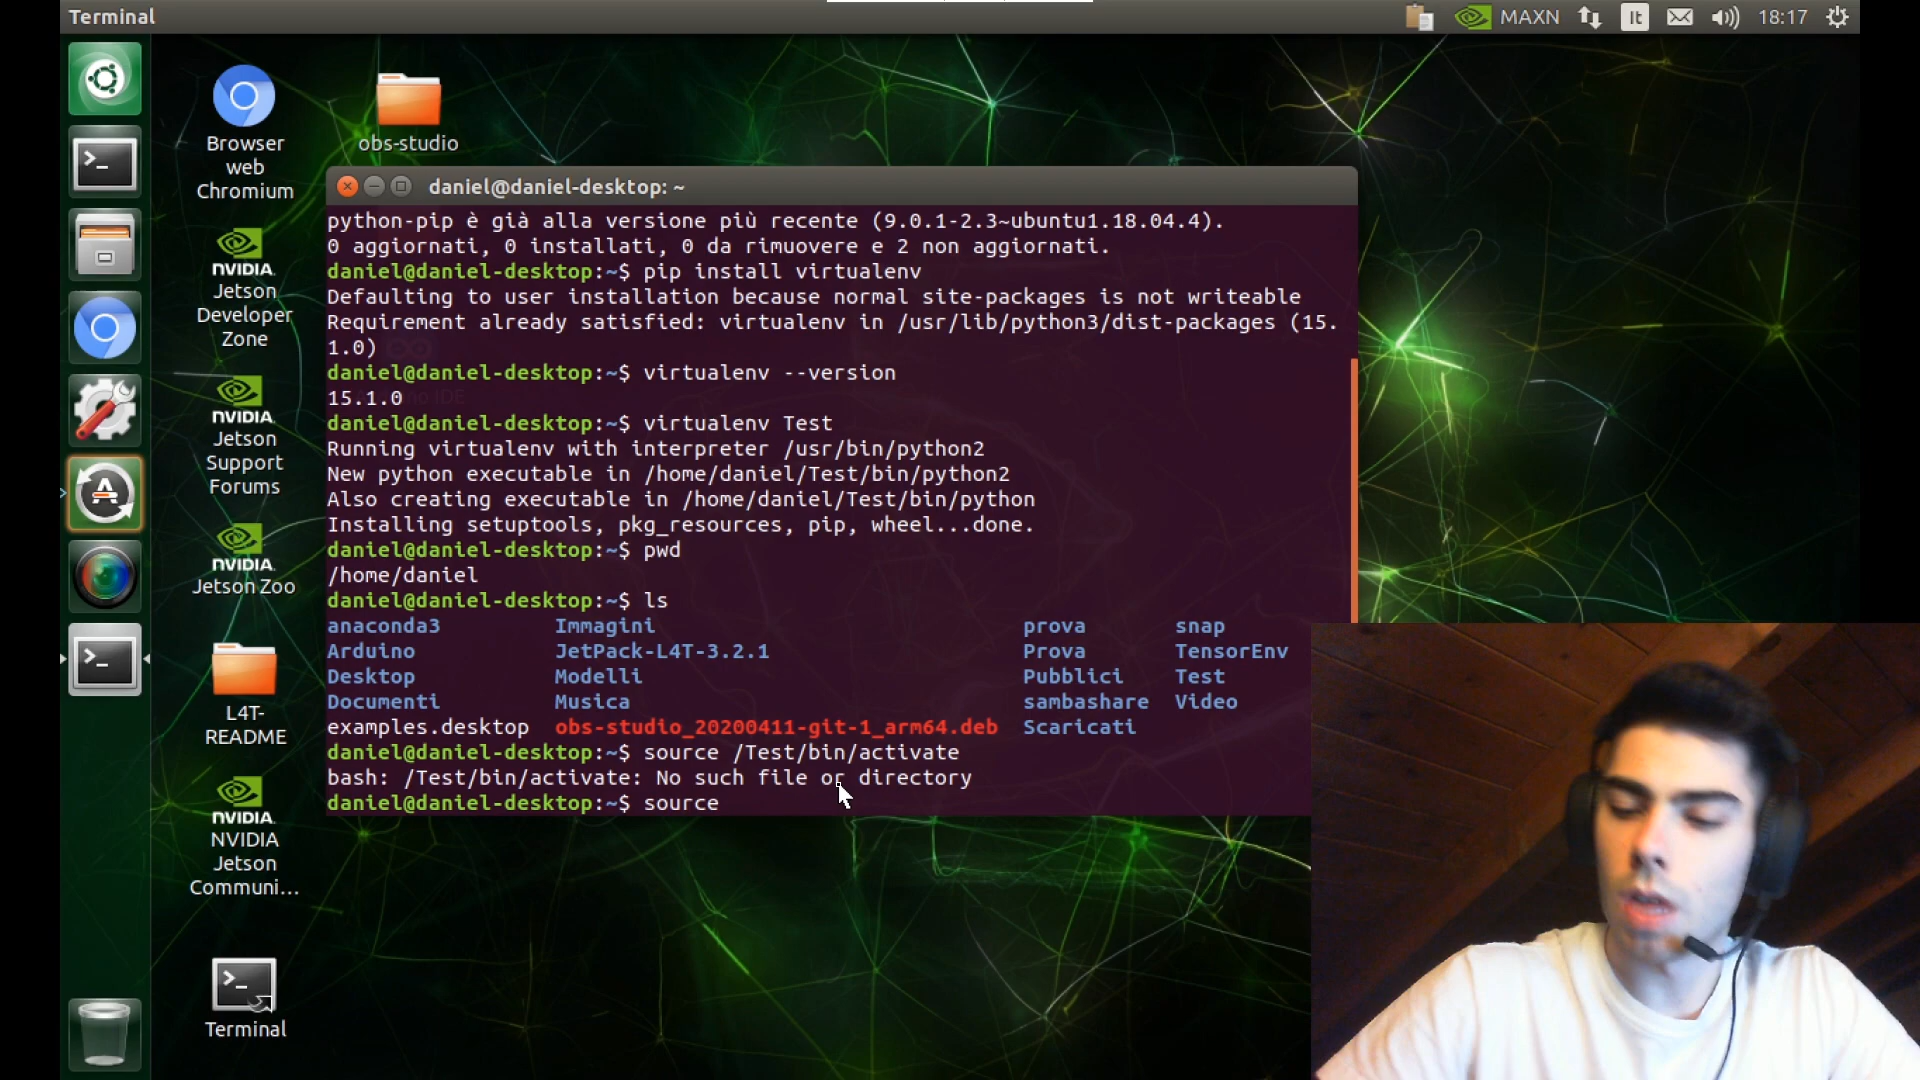 Terminal
MAXN
It
18:17
Browser
web
Chromium
obs-studio
NVIDIA.
Jetson
Developer
Zone
NVIDIA.
Jetson
Support
Forums
NVIDIA.
Jetson Zoo
L4T-
README
NVIDIA.
NVIDIA
Jetson
Communi...
Terminal
daniel@daniel-desktop: ~
python-pip è già alla versione più recente (9.0.1-2.3~ubuntu1.18.04.4).
0 aggiornati, 0 installati, 0 da rimuovere e 2 non aggiornati.
daniel@daniel-desktop:~$ pip install virtualenv
Defaulting to user installation because normal site-packages is not writeable
Requirement already satisfied: virtualenv in /usr/lib/python3/dist-packages (15.
1.0)
daniel@daniel-desktop:~$ virtualenv --version
15.1.0
daniel@daniel-desktop:~$ virtualenv Test
Running virtualenv with interpreter /usr/bin/python2
New python executable in /home/daniel/Test/bin/python2
Also creating executable in /home/daniel/Test/bin/python
Installing setuptools, pkg_resources, pip, wheel...done.
daniel@daniel-desktop:~$ pwd
/home/daniel
daniel@daniel-desktop:~$ ls
anaconda3 Immagini prova snap
Arduino JetPack-L4T-3.2.1 Prova TensorEnv
Desktop Modelli Pubblici Test
Documenti Musica sambashare Video
examples.desktop obs-studio_20200411-git-1_arm64.deb Scaricati
daniel@daniel-desktop:~$ source /Test/bin/activate
bash: /Test/bin/activate: No such file or directory
daniel@daniel-desktop:~$ source